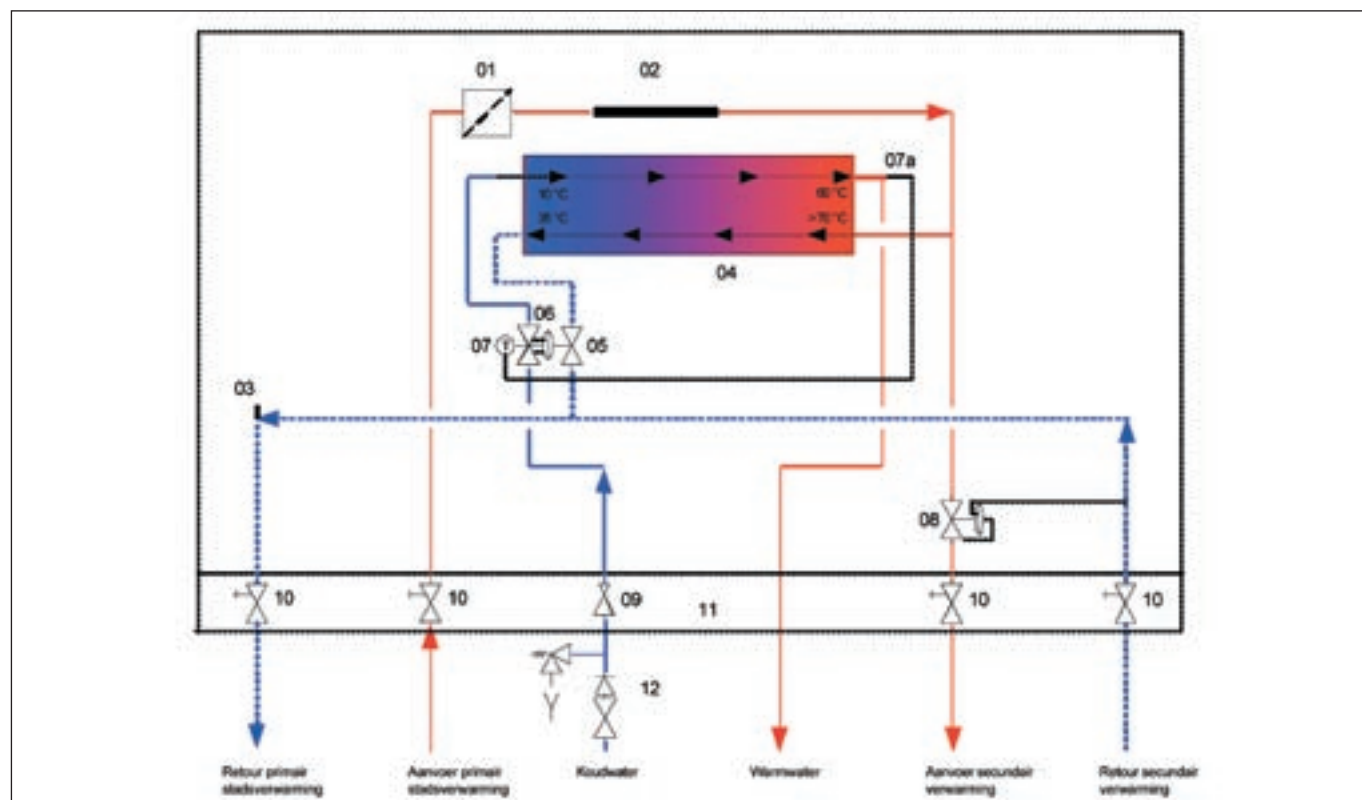 01
02
07a
10 °C
60 °C
35 °C
>70 °C
04
06
07
T
05
03
08
10
10
09
11
10
10
12
Retour primair
stadsverwarming
Aanvoer primair
stadsverwarming
Koudwater
Warmwater
Aanvoer secundair
verwarming
Retour secundair
verwarming